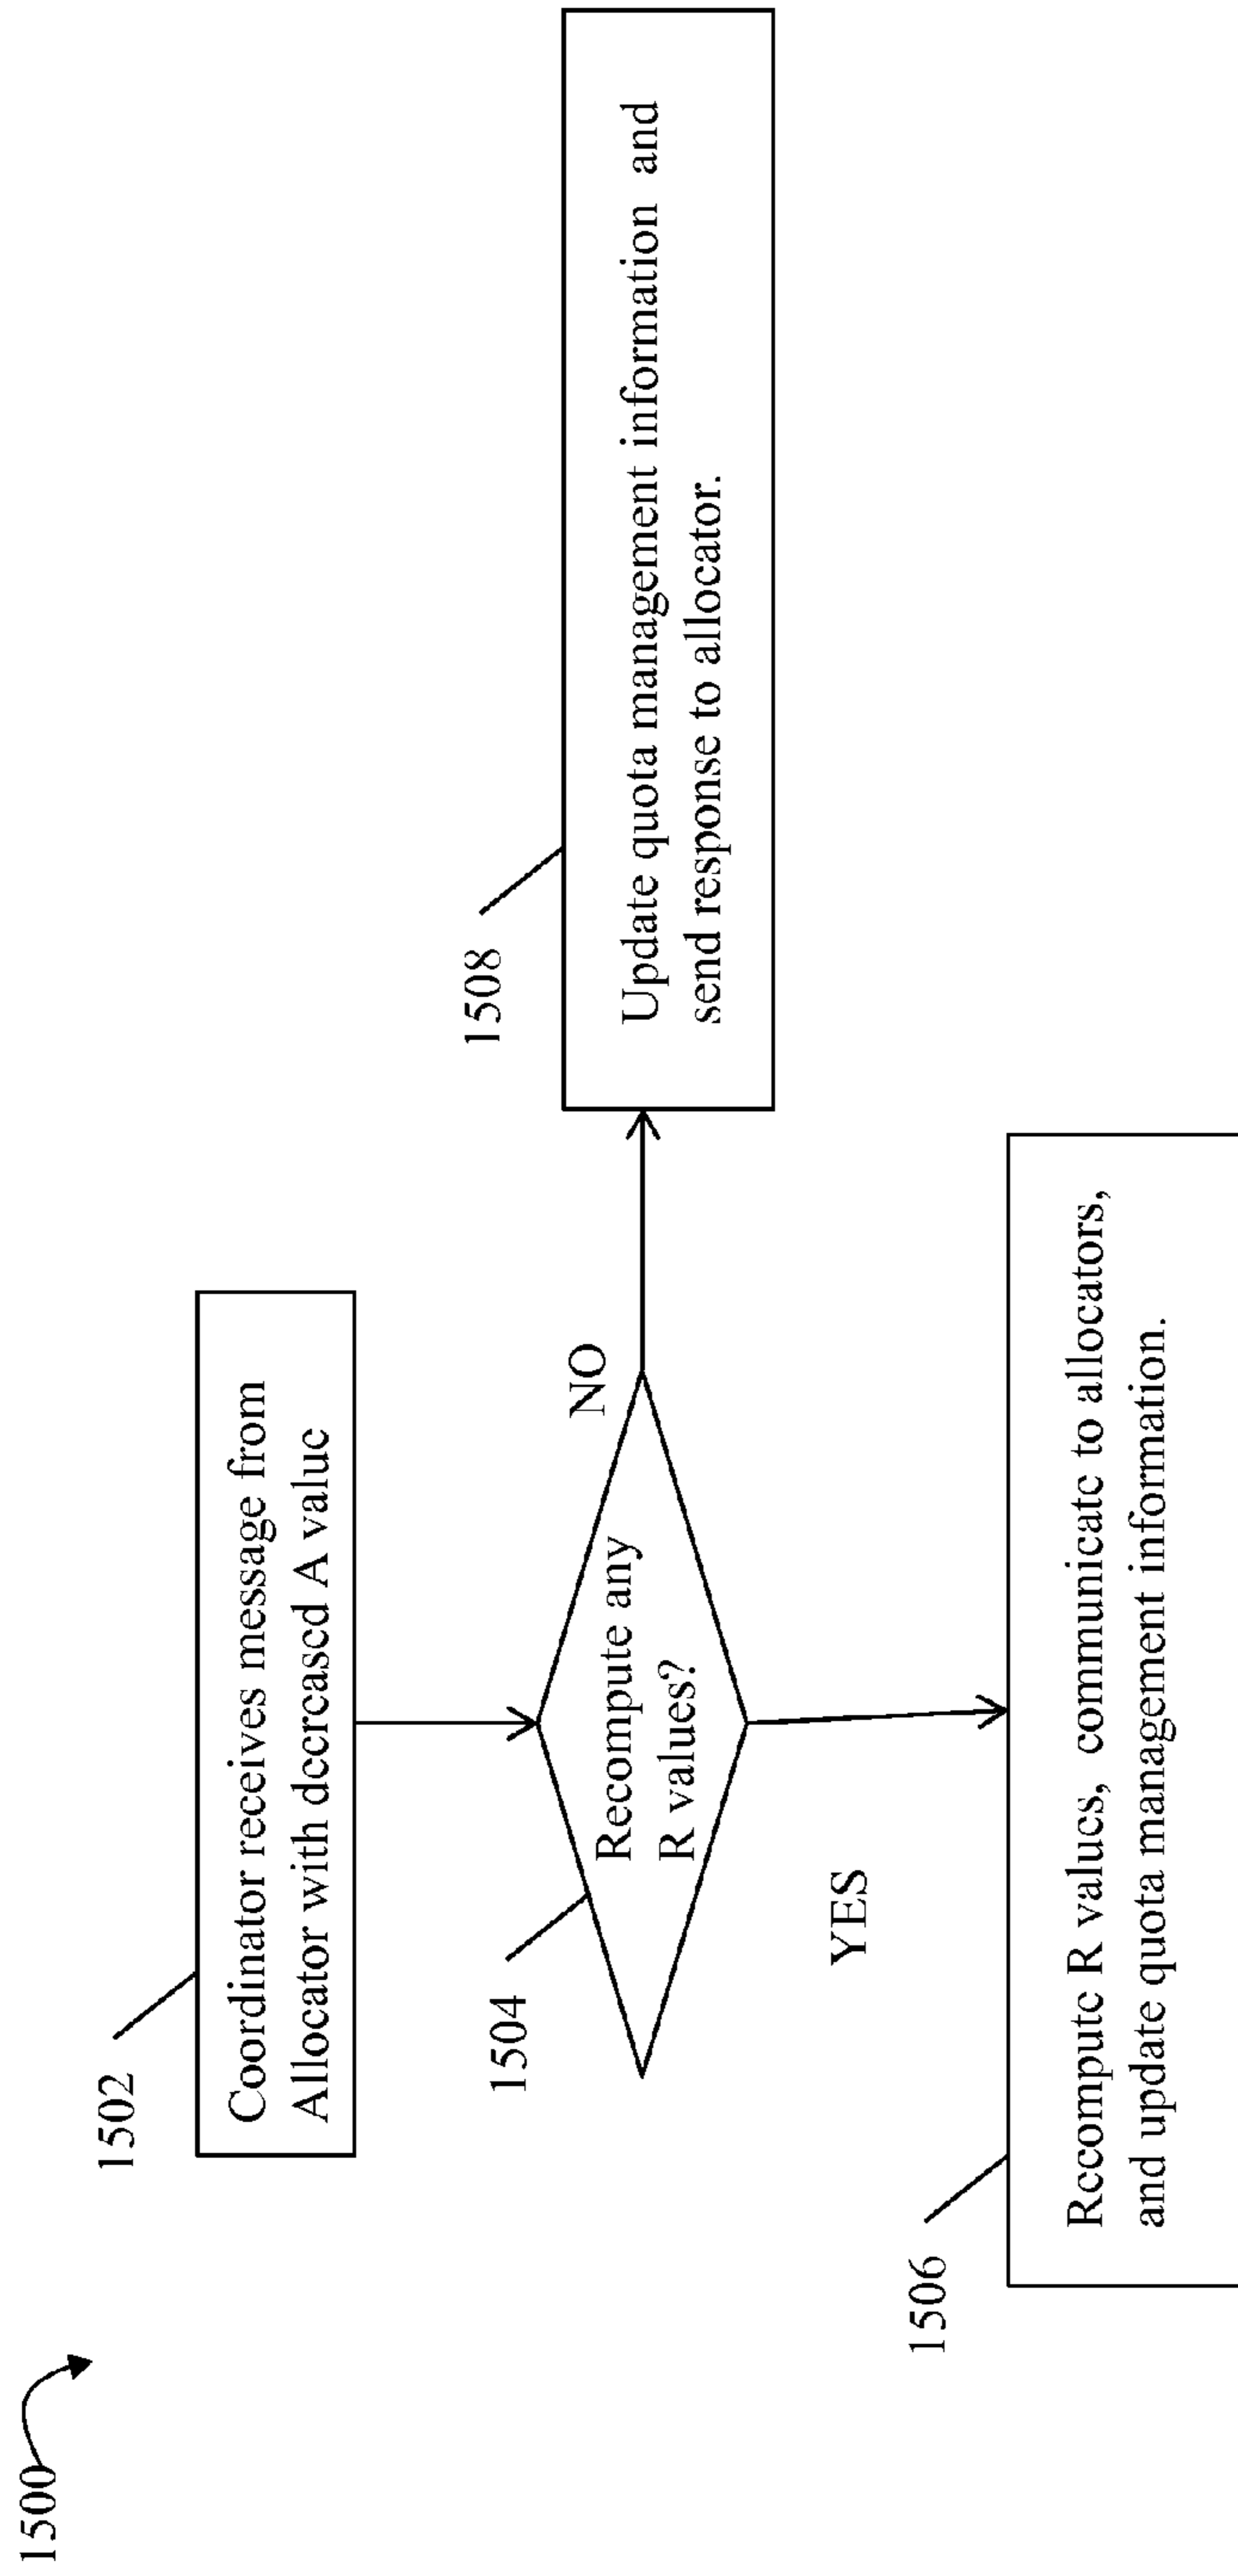 1500
1502
Coordinator receives message from
Allocator with decreased A value
1504
Recompute any
R values?
NO
1508
Update quota management information and
send response to allocator.
YES
1506
Recompute R values, communicate to allocators,
and update quota management information.